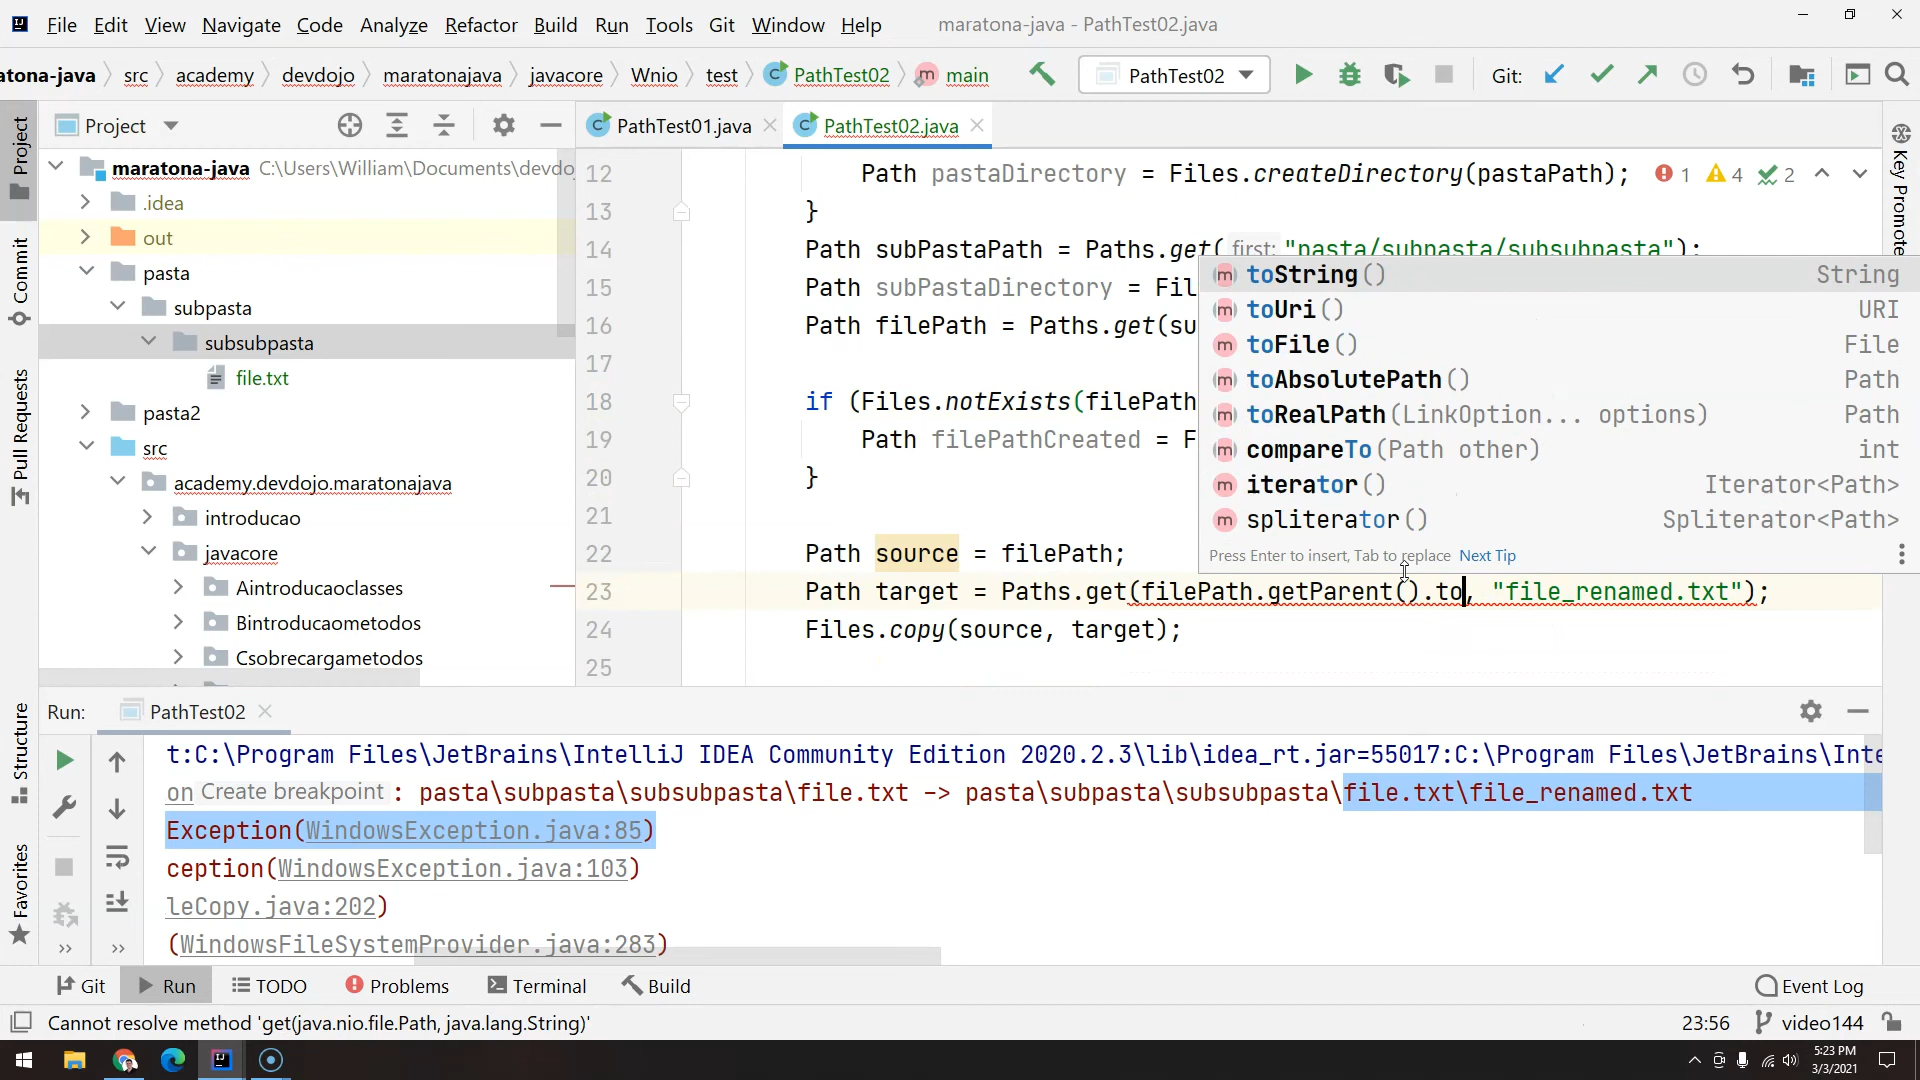 File Edit View Navigate Code Analyze Refactor Build Run Tools Git Window Help maratona-java - PathTest02.java
atona-java src academy devdojo maratonajava javacore Wnio test PathTest02 main PathTest02 Git:
Project PathTest01.java PathTest02.java
maratona-java C:\Users\William\Documents\devdo
.idea
out
pasta
subpasta
subsubpasta
file.txt
pasta2
src
academy.devdojo.maratonajava
introducao
javacore
Aintroducaoclasses
Bintroducaometodos
Csobrecargametodos
Project
Commit
Pull Requests
Structure
Favorites
Key Promote
1 4 2
12 Path pastaDirectory = Files.createDirectory(pastaPath);
13 }
14 Path subPastaPath = Paths.get( first: "pasta/subpasta/subsubpasta");
15 Path subPastaDirectory = Fil
16 Path filePath = Paths.get(su
17
18 if (Files.notExists(filePath
19 Path filePathCreated = F
20 }
21
22 Path source = filePath;
23 Path target = Paths.get(filePath.getParent().to, "file_renamed.txt");
24 Files.copy(source, target);
25
toString() String
toUri() URI
toFile() File
toAbsolutePath() Path
toRealPath(LinkOption... options) Path
compareTo(Path other) int
iterator() Iterator<Path>
spliterator() Spliterator<Path>
Press Enter to insert, Tab to replace Next Tip
Run: PathTest02
t:C:\Program Files\JetBrains\IntelliJ IDEA Community Edition 2020.2.3\lib\idea_rt.jar=55017:C:\Program Files\JetBrains\Inte
on Create breakpoint : pasta\subpasta\subsubpasta\file.txt -> pasta\subpasta\subsubpasta\file.txt\file_renamed.txt
Exception(WindowsException.java:85)
ception(WindowsException.java:103)
leCopy.java:202)
(WindowsFileSystemProvider.java:283)
Git Run TODO Problems Terminal Build Event Log
Cannot resolve method 'get(java.nio.file.Path, java.lang.String)' 23:56 video144
5:23 PM
3/3/2021